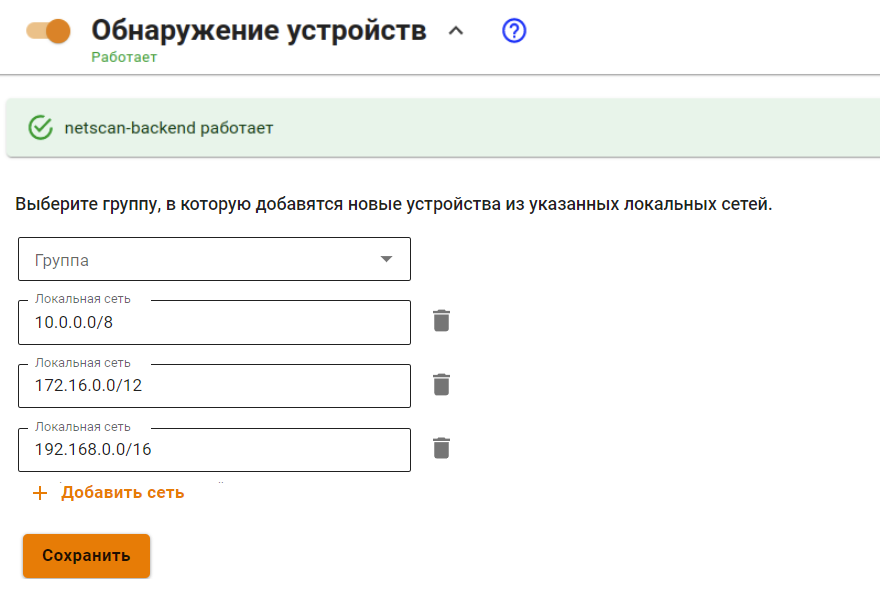 Обнаружение устройств
Работает
netscan-backend работает
Выберите группу, в которую добавятся новые устройства из указанных локальных сетей.
Группа
Локальная сеть
10.0.0.0/8
Локальная сеть
172.16.0.0/12
Локальная сеть
192.168.0.0/16
Добавить сеть
Сохранить